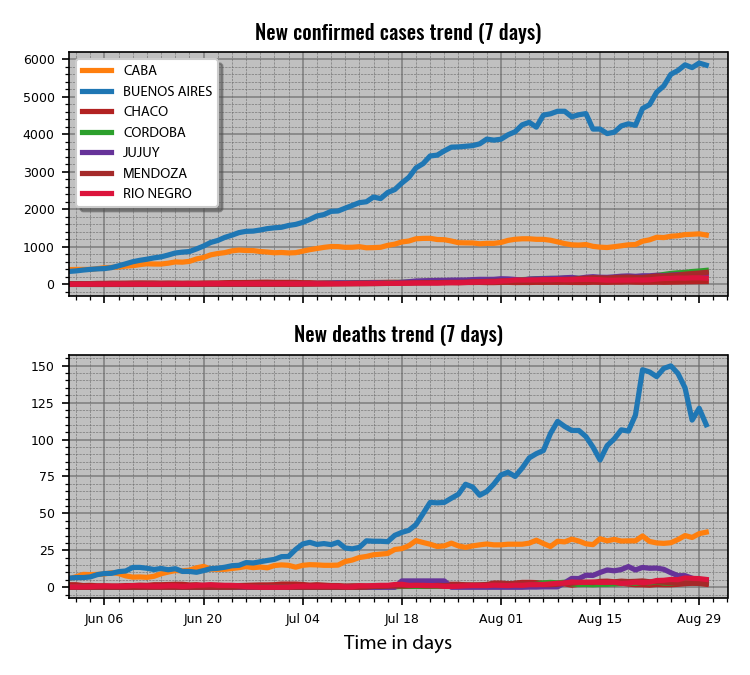 New confirmed cases trend (7 days)
6000
5000
4000
3000
2000
1000
0
CABA
BUENOS AIRES
CHACO
CORDOBA
JUJUY
MENDOZA
RIO NEGRO
New deaths trend (7 days)
150
125
100
75
50
25
0
Jun 06 Jun 20 Jul 04 Jul 18 Aug 01 Aug 15 Aug 29
Time in days